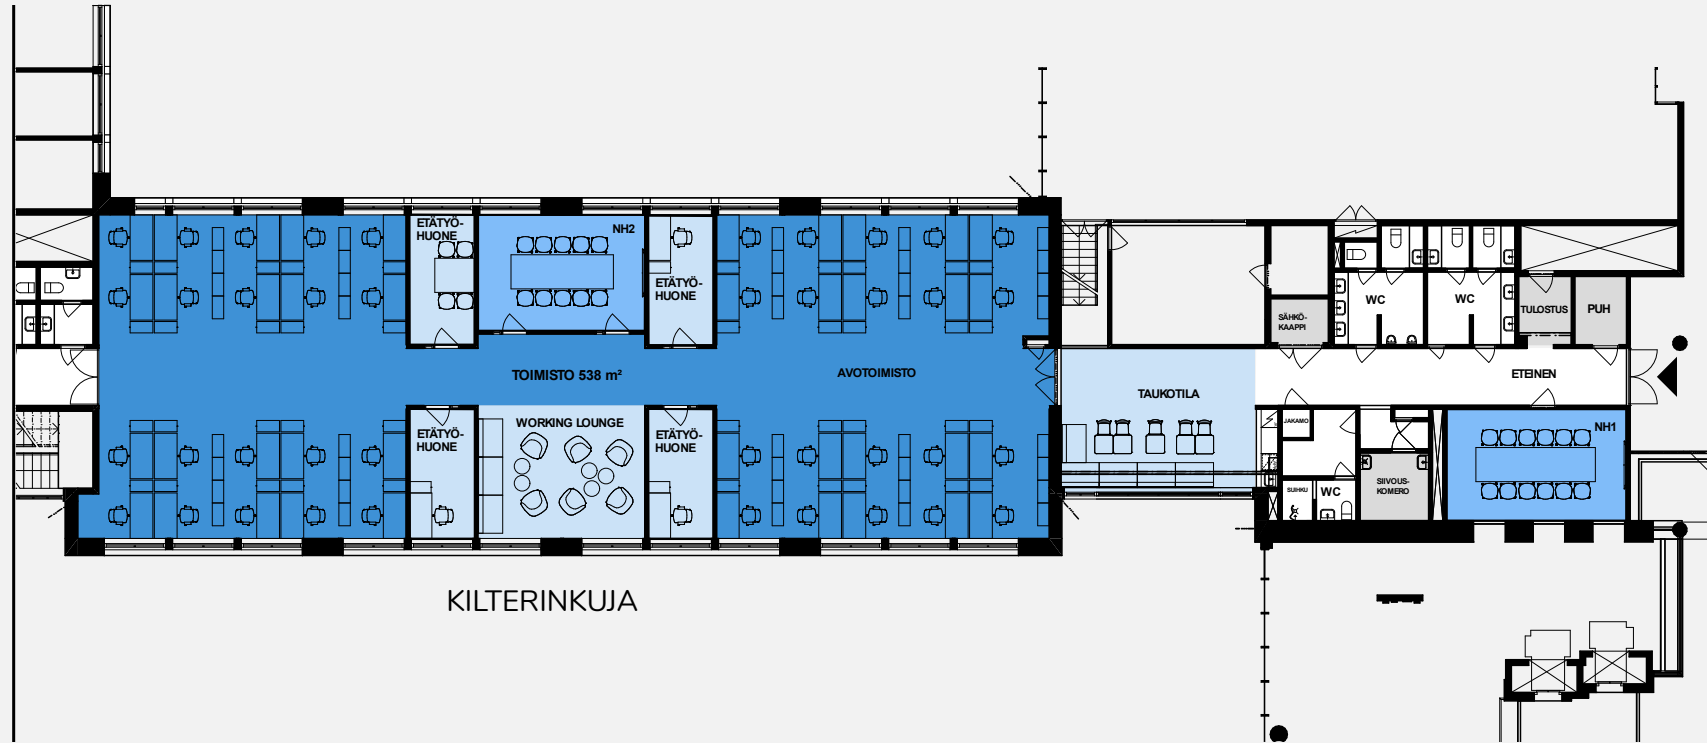 ETÄTYÖ-
HUONE
NH2
ETÄTYÖ-
HUONE
SÄHKÖ-
KAAPPI
WC
WC
TULOSTUS
PUH
TOIMISTO 538 m²
AVOTOIMISTO
TAUKOTILA
ETEINEN
ETÄTYÖ-
HUONE
WORKING LOUNGE
ETÄTYÖ-
HUONE
JAKAMO
NH1
SUIHKU
WC
SIIVOUS-
KOMERO
KILTERINKUJA